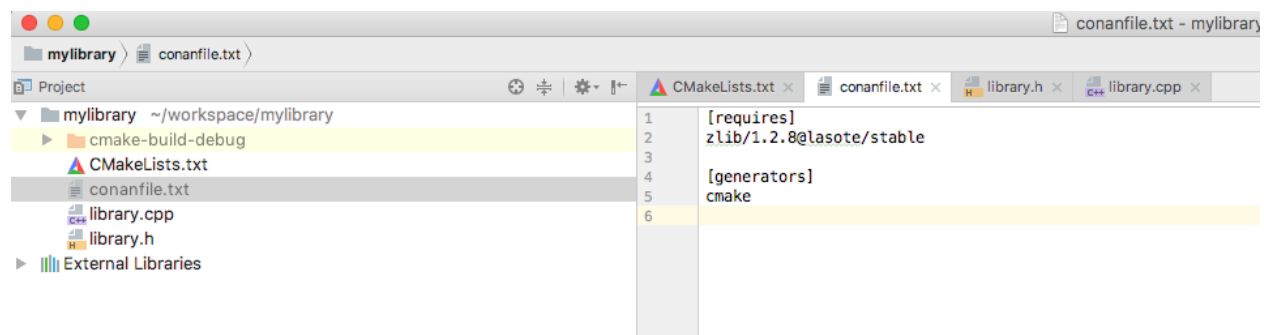 conanfile.txt - mylibrary
mylibrary conanfile.txt
Project
mylibrary ~/workspace/mylibrary
cmake-build-debug
CMakeLists.txt
conanfile.txt
C++ library.cpp
H library.h
External Libraries
CMakeLists.txt conanfile.txt H library.h C++ library.cpp
1 [requires]
2 zlib/1.2.8@lasote/stable
3
4 [generators]
5 cmake
6